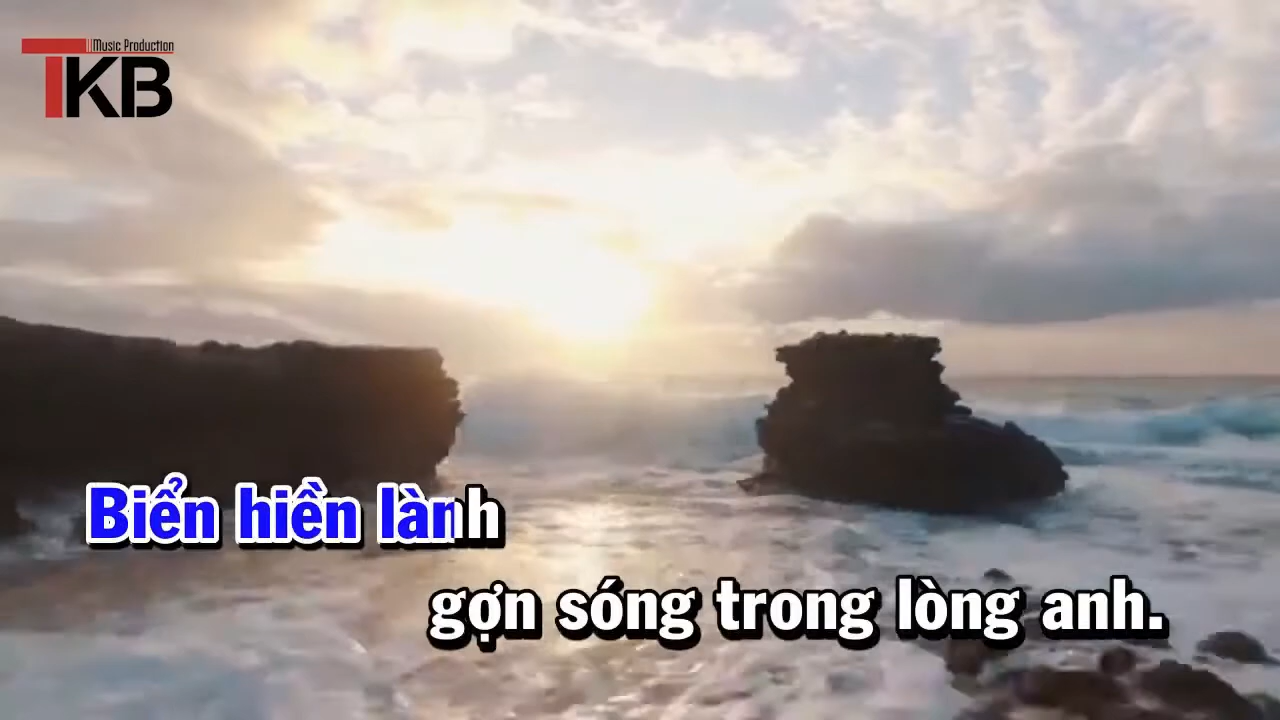 Music Production
TKB
Biển hiền lành
gợn sóng trong lòng anh.